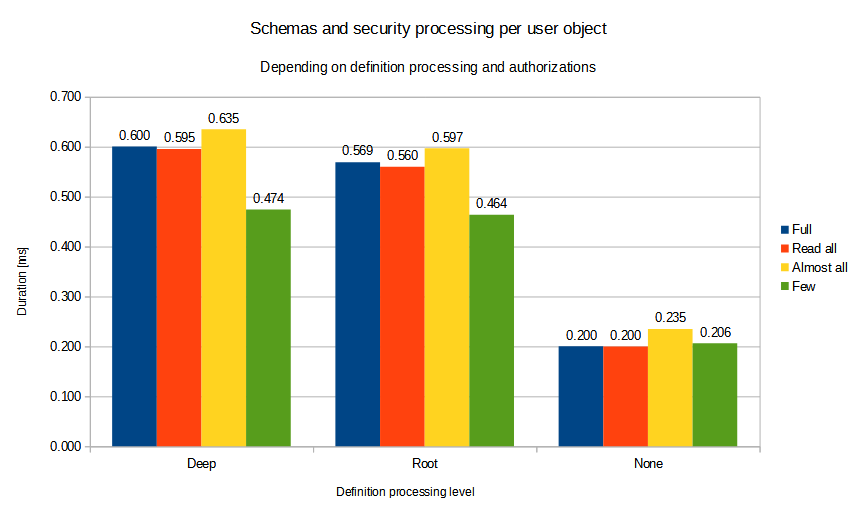 Schemas and security processing per user object
Depending on definition processing and authorizations
Duration [ms]
0.700
0.600
0.500
0.400
0.300
0.200
0.100
0.000
0.600 0.595 0.635 0.474
0.569 0.560 0.597 0.464
0.200 0.200 0.235 0.206
Deep Root None
Definition processing level
Full
Read all
Almost all
Few